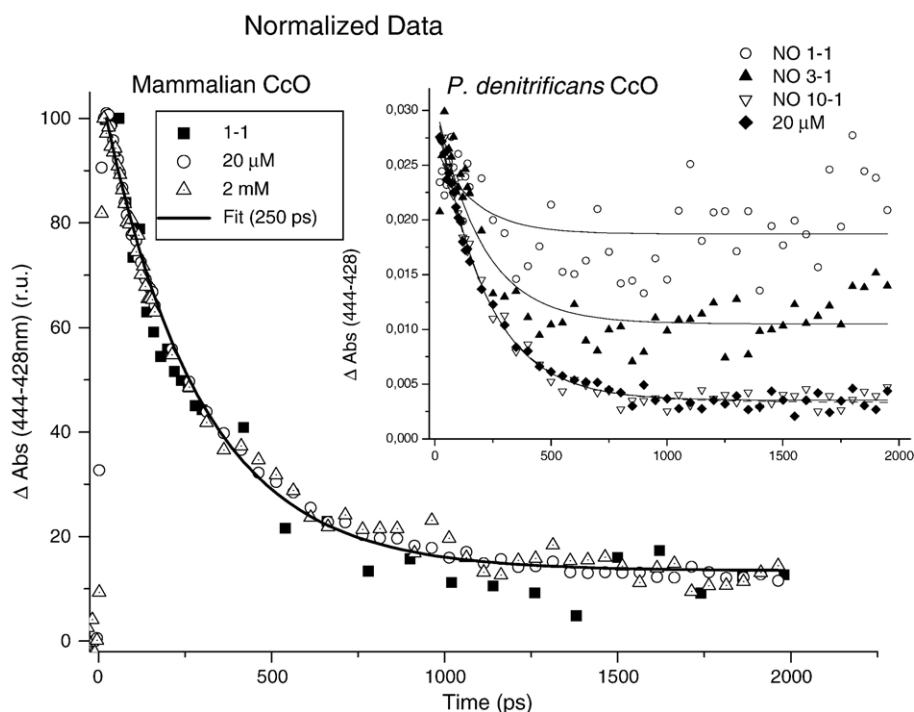 Normalized Data
Mammalian CcO
1-1
20 μM
2 mM
Fit (250 ps)
Δ Abs (444-428nm) (r.u.)
100
80
60
40
20
0
0
500
1000
1500
2000
Time (ps)
P. denitrificans CcO
NO 1-1
NO 3-1
NO 10-1
20 μM
Δ Abs (444-428)
0,030
0,025
0,020
0,015
0,010
0,005
0,000
0
500
1000
1500
2000